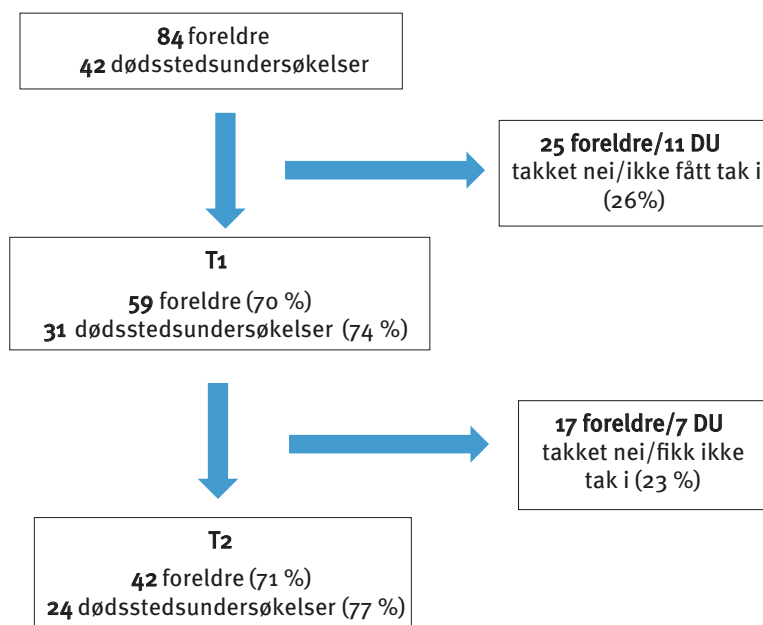 84 foreldre
42 dødsstedsundersøkelser
25 foreldre/11 DU
takket nei/ikke fått tak i
(26%)
T1
59 foreldre (70 %)
31 dødsstedsundersøkelser (74 %)
17 foreldre/7 DU
takket nei/fikk ikke
tak i (23 %)
T2
42 foreldre (71 %)
24 dødsstedsundersøkelser (77 %)